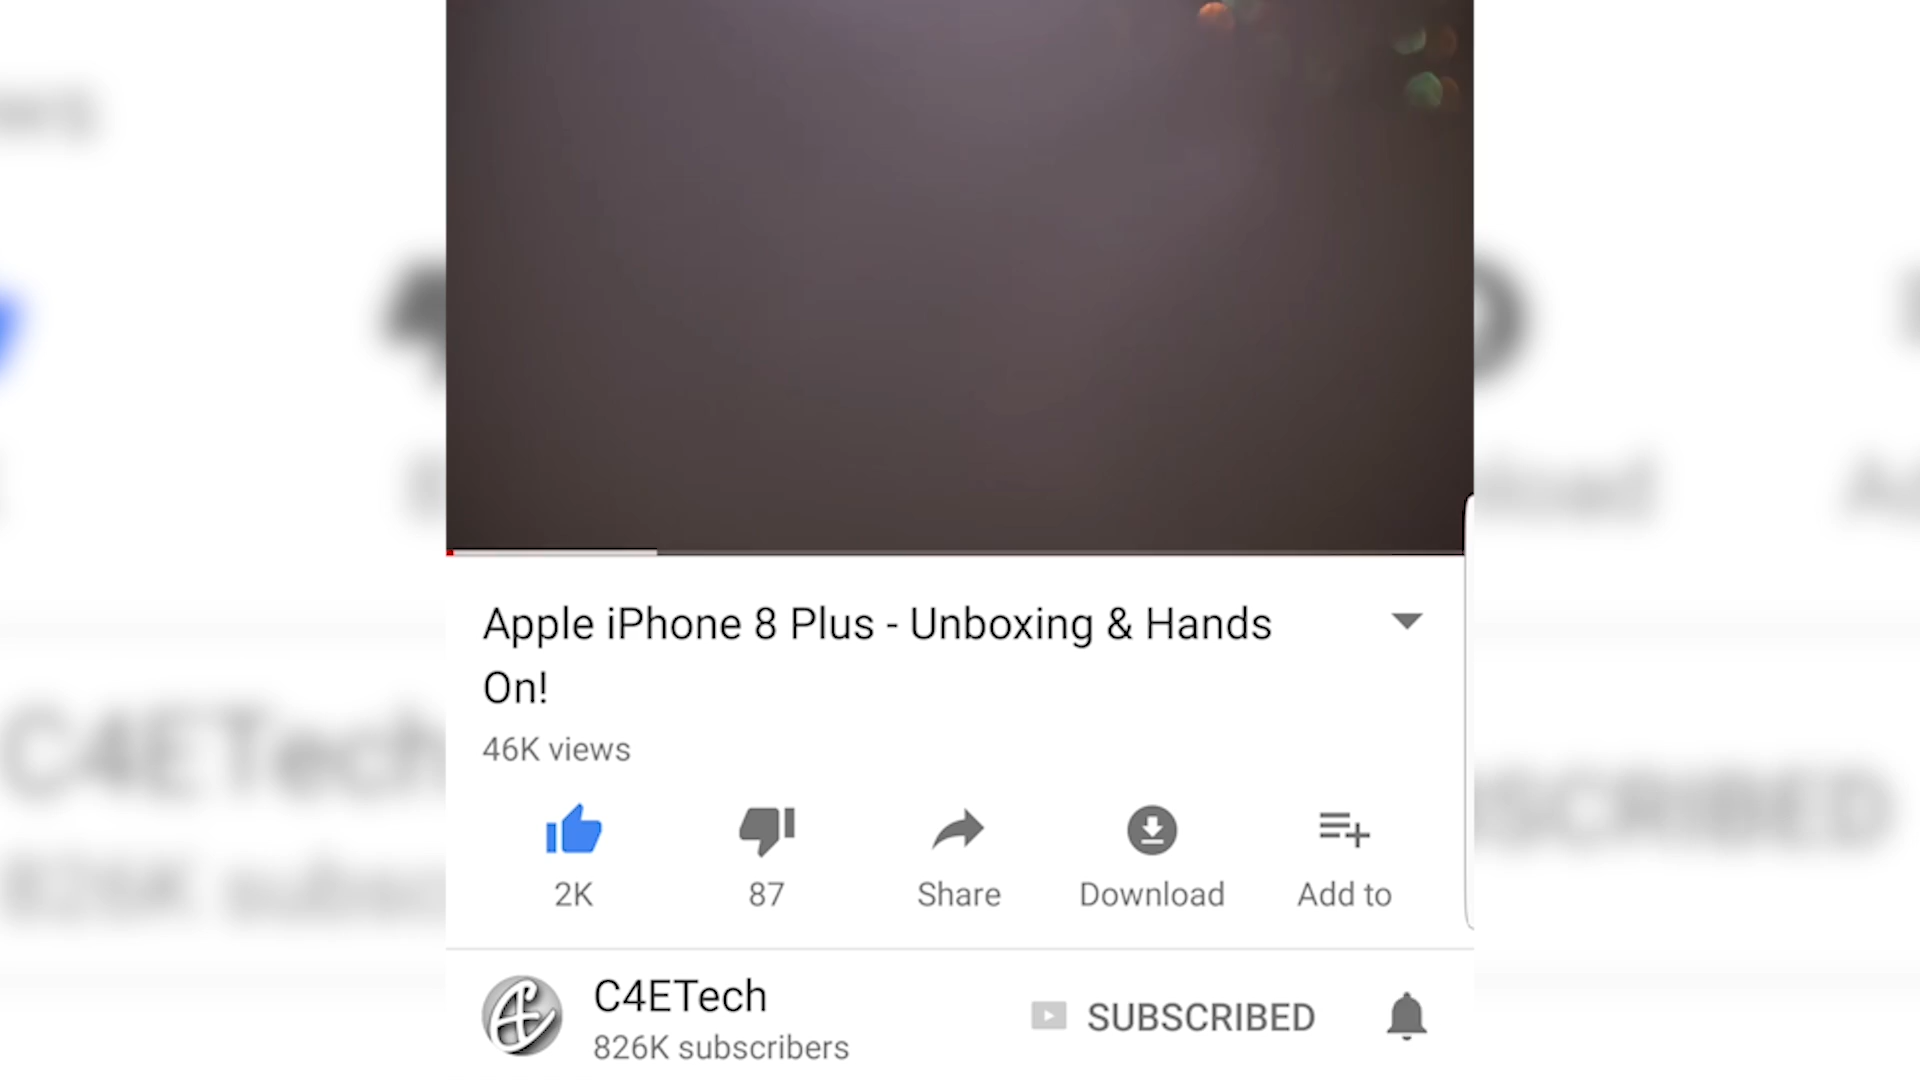 Apple iPhone 8 Plus - Unboxing & Hands
On!
46K views
2K
87
Share
Download
Add to
C4ETech
SUBSCRIBED
826K subscribers